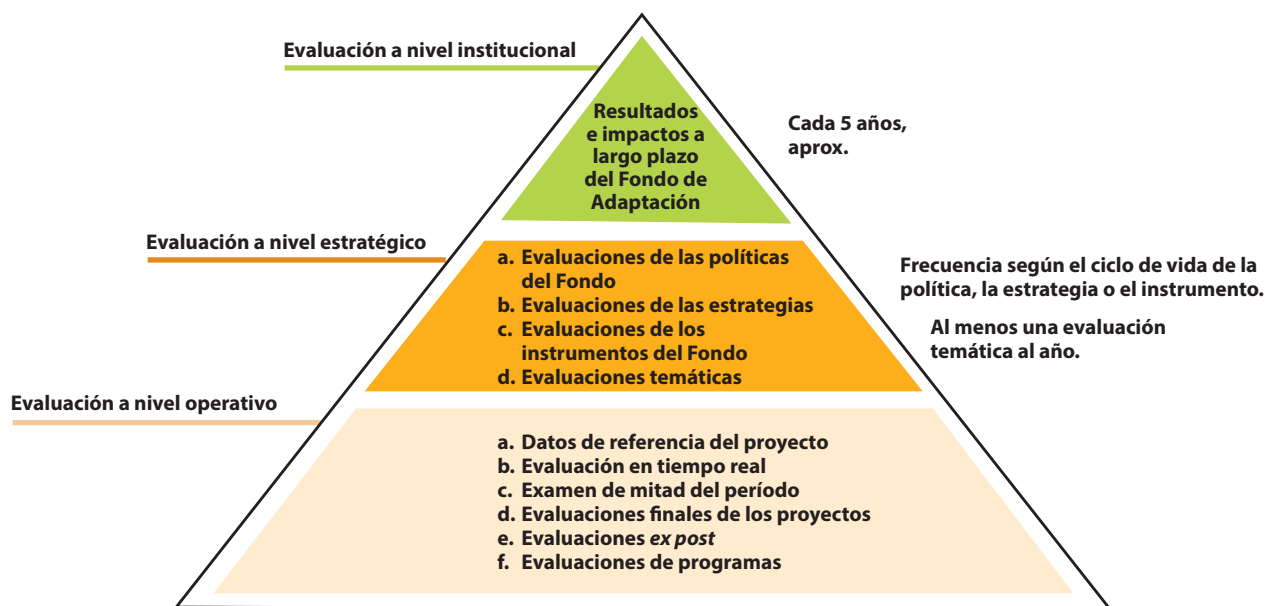 Evaluación a nivel institucional
Resultados
e impactos a
largo plazo
del Fondo de
Adaptación
Cada 5 años,
aprox.
Evaluación a nivel estratégico
a. Evaluaciones de las políticas
del Fondo
b. Evaluaciones de las estrategias
c. Evaluaciones de los
instrumentos del Fondo
d. Evaluaciones temáticas
Frecuencia según el ciclo de vida de la
política, la estrategia o el instrumento.
Al menos una evaluación
temática al año.
Evaluación a nivel operativo
a. Datos de referencia del proyecto
b. Evaluación en tiempo real
c. Examen de mitad del período
d. Evaluaciones finales de los proyectos
e. Evaluaciones ex post
f. Evaluaciones de programas